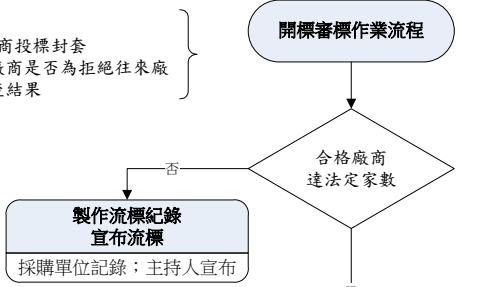 開標審標作業流程
商投標封套
廠商是否為拒絕往來廠
結果
合格廠商
達法定家數
否
製作流標紀錄
宣布流標
採購單位記錄；主持人宣布